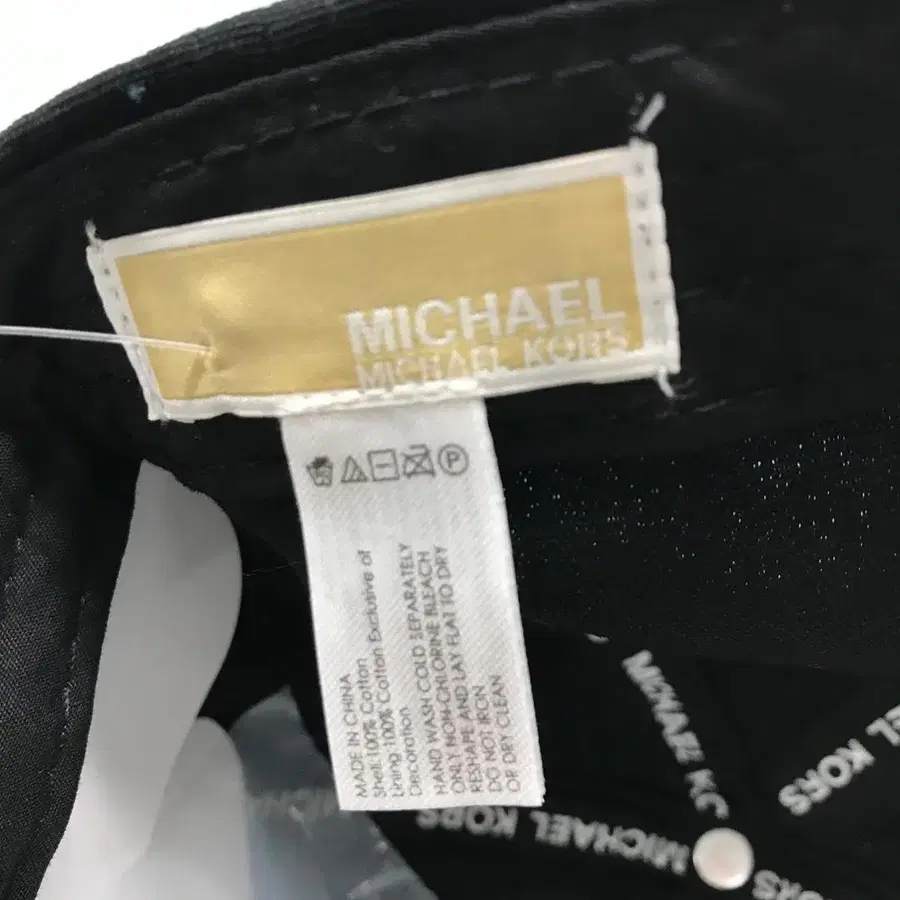 MICHAEL
MICHAEL KORS
P
MADE IN CHINA
Shell:100% Cotton
Lining:100% Cotton Exclusive of
Decoration
HAND WASH COLD SEPARATELY
ONLY NON-CHLORINE BLEACH
RESHAPE AND LAY FLAT TO DRY
DO NOT IRON
OR DRY CLEAN
MICHAEL KO
KORS
MICHAEL KORS
MICHAEL
KORS